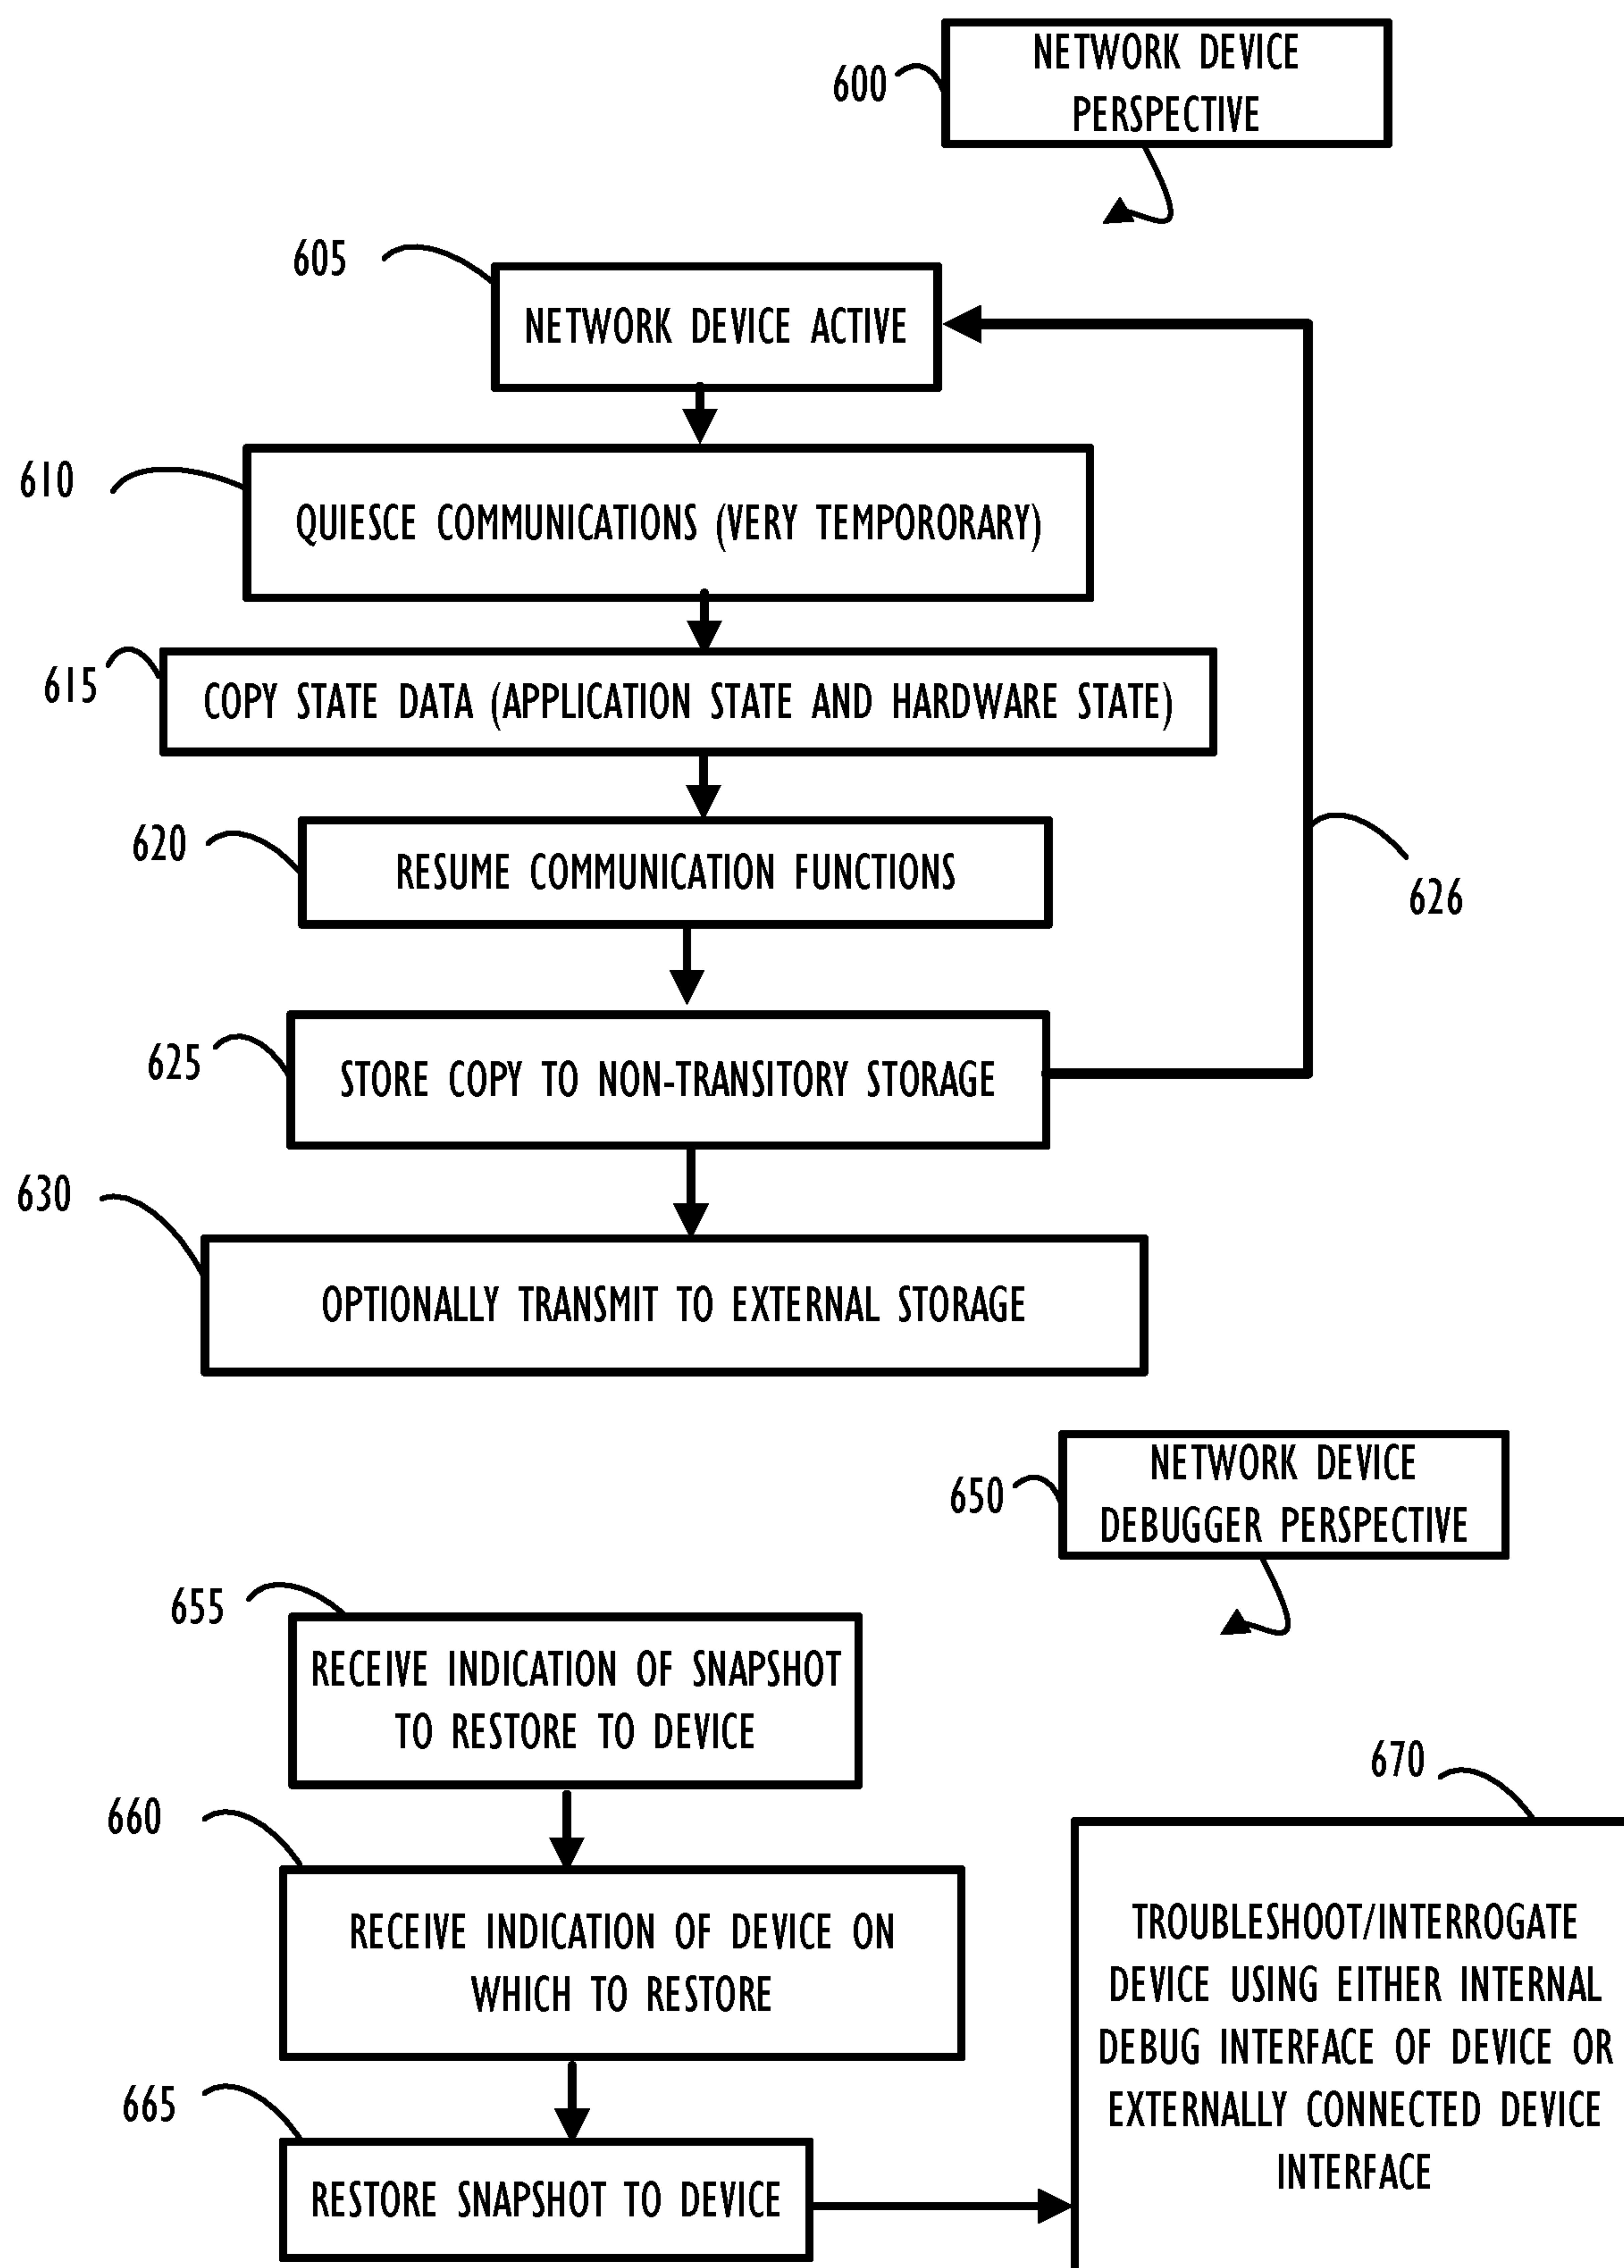 600
NETWORK DEVICE
PERSPECTIVE
605
NETWORK DEVICE ACTIVE
610
QUIESCE COMMUNICATIONS (VERY TEMPORORARY)
615
COPY STATE DATA (APPLICATION STATE AND HARDWARE STATE)
620
RESUME COMMUNICATION FUNCTIONS
626
625
STORE COPY TO NON-TRANSITORY STORAGE
630
OPTIONALLY TRANSMIT TO EXTERNAL STORAGE
650
NETWORK DEVICE
DEBUGGER PERSPECTIVE
655
RECEIVE INDICATION OF SNAPSHOT
TO RESTORE TO DEVICE
660
RECEIVE INDICATION OF DEVICE ON
WHICH TO RESTORE
665
RESTORE SNAPSHOT TO DEVICE
670
TROUBLESHOOT/INTERROGATE
DEVICE USING EITHER INTERNAL
DEBUG INTERFACE OF DEVICE OR
EXTERNALLY CONNECTED DEVICE
INTERFACE